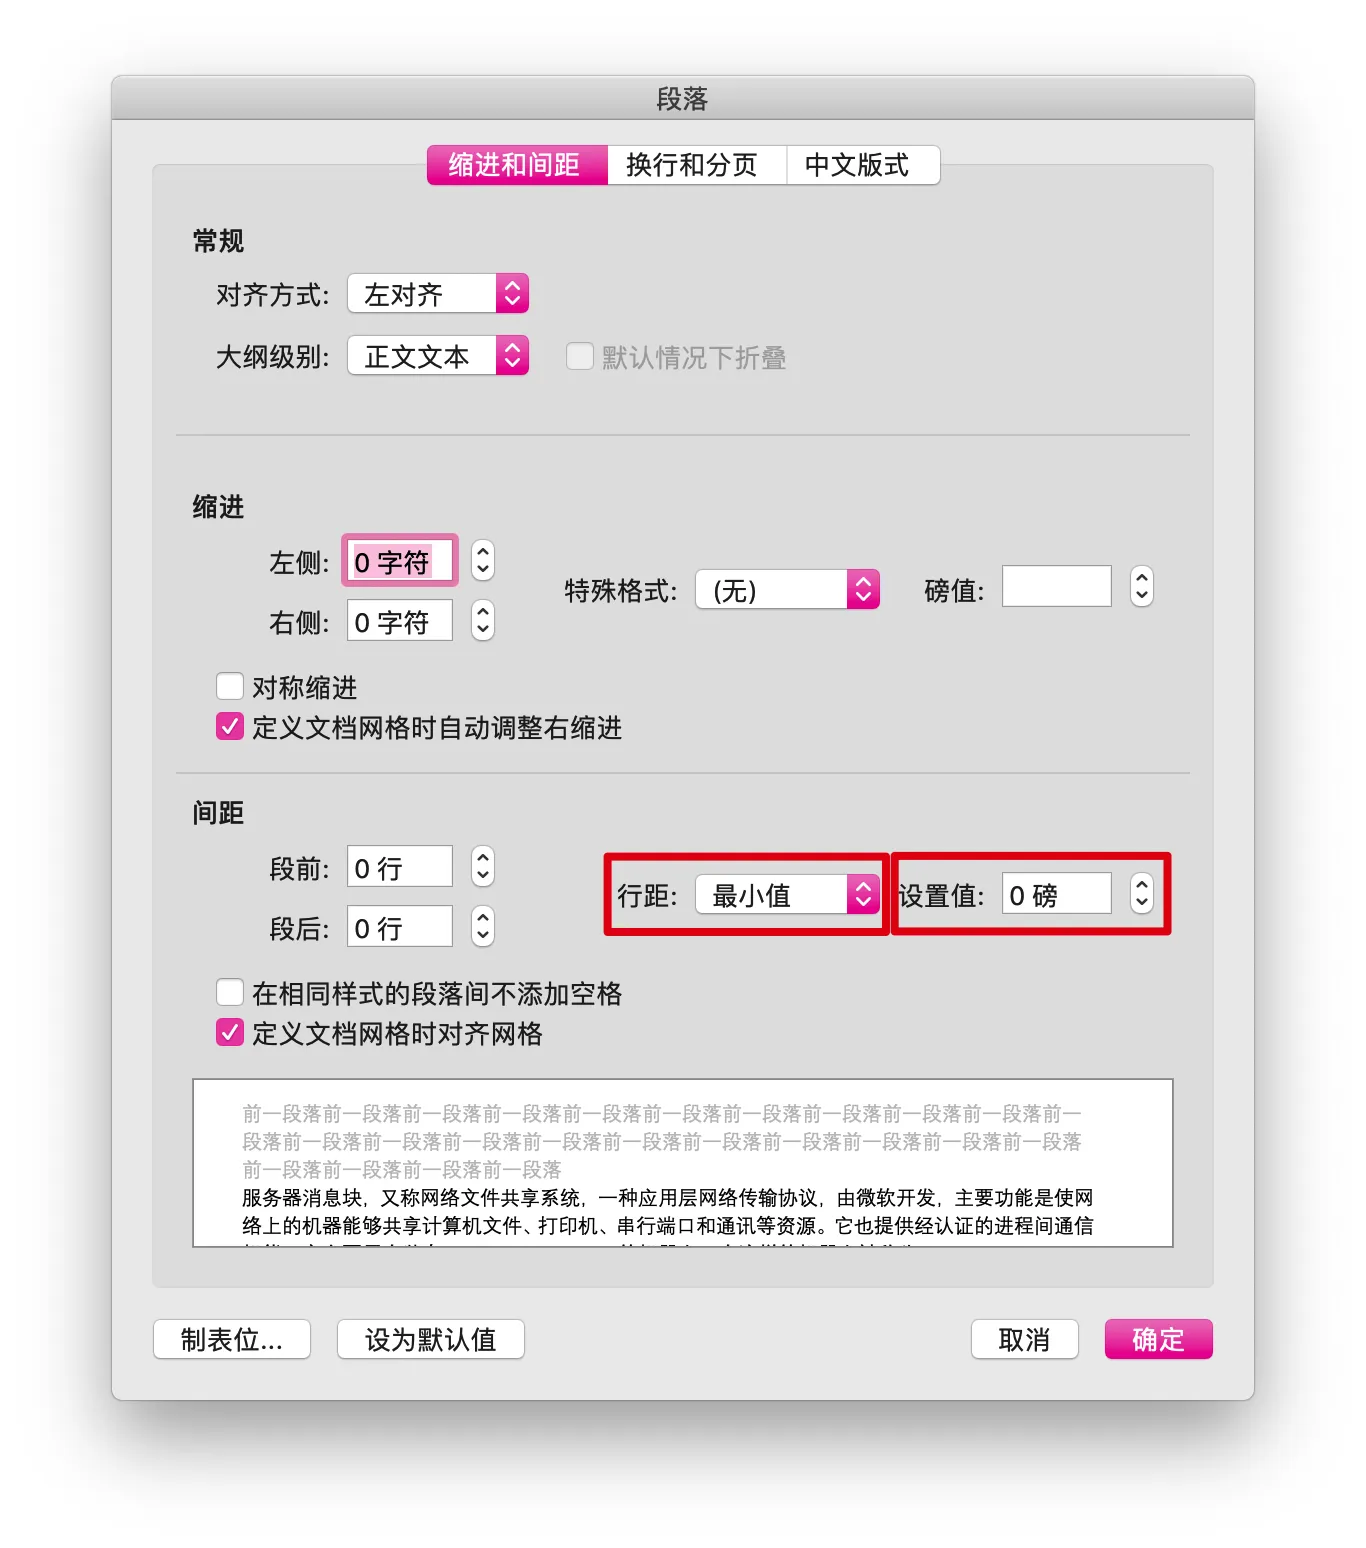 段落
缩进和间距 换行和分页 中文版式
常规
对齐方式: 左对齐
大纲级别: 正文文本 默认情况下折叠
缩进
左侧: 0 字符
特殊格式: (无) 磅值:
右侧: 0 字符
对称缩进
定义文档网格时自动调整右缩进
间距
段前: 0 行
行距: 最小值 设置值: 0 磅
段后: 0 行
在相同样式的段落间不添加空格
定义文档网格时对齐网格
前一段落前一段落前一段落前一段落前一段落前一段落前一段落前一段落前一段落前一段落前一
段落前一段落前一段落前一段落前一段落前一段落前一段落前一段落前一段落前一段落前一段落
前一段落前一段落前一段落前一段落
服务器消息块，又称网络文件共享系统，一种应用层网络传输协议，由微软开发，主要功能是使网
络上的机器能够共享计算机文件、打印机、串行端口和通讯等资源。它也提供经认证的进程间通信
制表位... 设为默认值 取消 确定